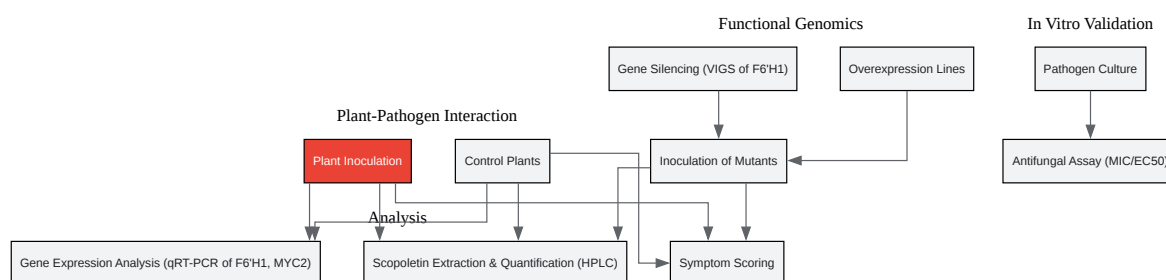 Functional Genomics
In Vitro Validation
Gene Silencing (VIGS of F6'H1)
Overexpression Lines
Pathogen Culture
Plant-Pathogen Interaction
Plant Inoculation
Control Plants
Inoculation of Mutants
Antifungal Assay (MIC/EC50)
Analysis
Gene Expression Analysis (qRT-PCR of F6'H1, MYC2)
Scopoletin Extraction & Quantification (HPLC)
Symptom Scoring